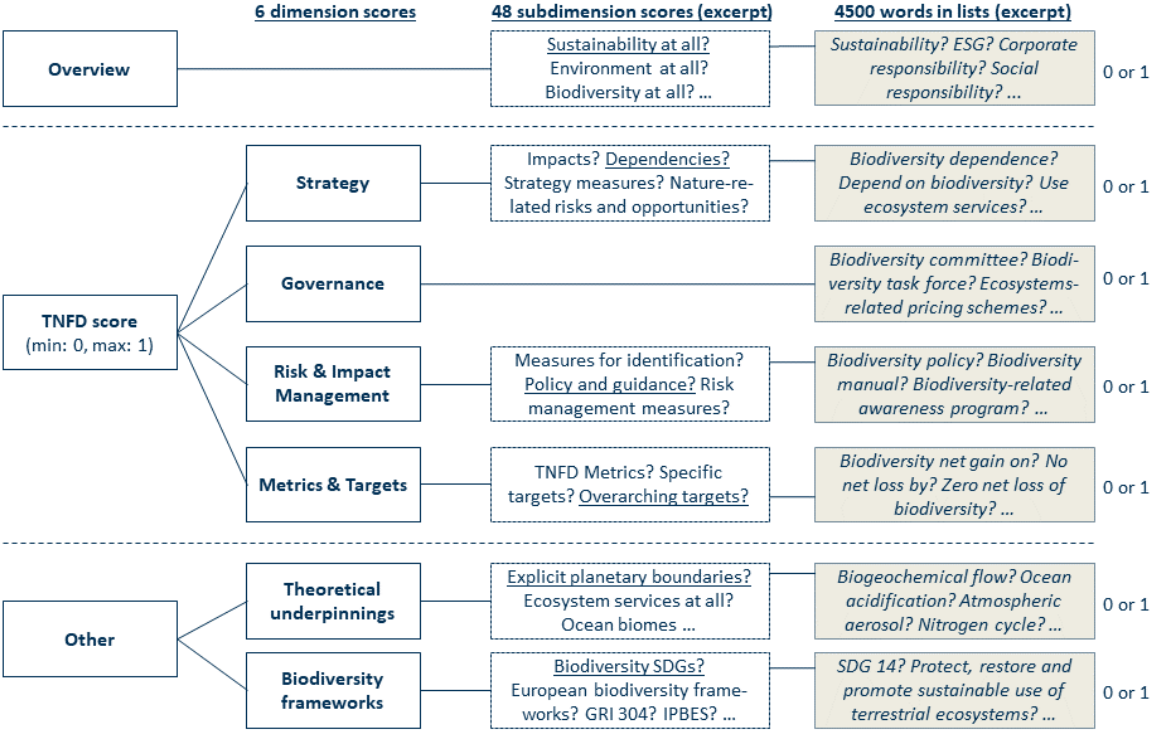 6 dimension scores
48 subdimension scores (excerpt)
4500 words in lists (excerpt)
Overview
Sustainability at all?
Environment at all?
Biodiversity at all? ...
Sustainability? ESG? Corporate
responsibility? Social
responsibility? ...
0 or 1
TNFD score
(min: 0, max: 1)
Strategy
Impacts? Dependencies?
Strategy measures? Nature-re-
lated risks and opportunities?
Biodiversity dependence?
Depend on biodiversity? Use
ecosystem services? ...
0 or 1
Governance
Biodiversity committee? Biodi-
versity task force? Ecosystems-
related pricing schemes? ...
0 or 1
Risk & Impact
Management
Measures for identification?
Policy and guidance? Risk
management measures?
Biodiversity policy? Biodiversity
manual? Biodiversity-related
awareness program? ...
0 or 1
Metrics & Targets
TNFD Metrics? Specific
targets? Overarching targets?
Biodiversity net gain on? No
net loss by? Zero net loss of
biodiversity? ...
0 or 1
Other
Theoretical
underpinnings
Explicit planetary boundaries?
Ecosystem services at all?
Ocean biomes ...
Biogeochemical flow? Ocean
acidification? Atmospheric
aerosol? Nitrogen cycle? ...
0 or 1
Biodiversity
frameworks
Biodiversity SDGs?
European biodiversity frame-
works? GRI 304? IPBES? ...
SDG 14? Protect, restore and
promote sustainable use of
terrestrial ecosystems? ...
0 or 1